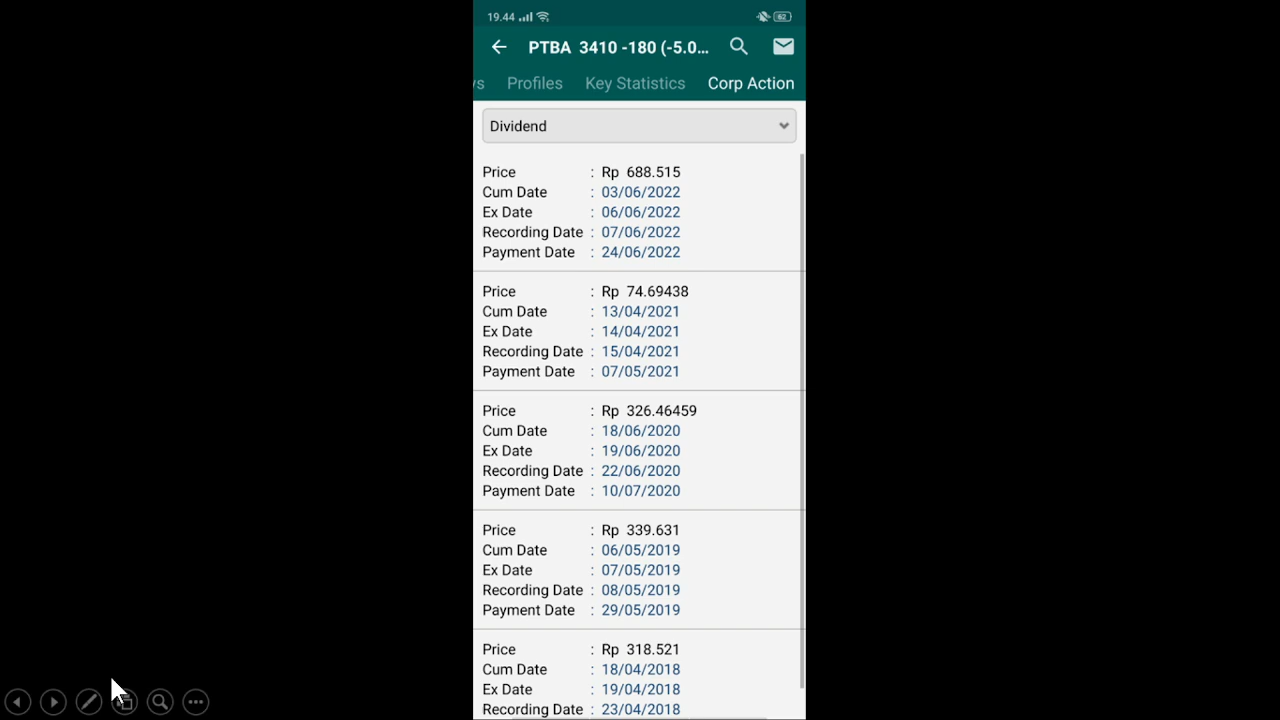 19.44
62
PTBA 3410 -180 (-5.0...
Profiles Key Statistics Corp Action
Dividend
Price : Rp 688.515
Cum Date : 03/06/2022
Ex Date : 06/06/2022
Recording Date : 07/06/2022
Payment Date : 24/06/2022
Price : Rp 74.69438
Cum Date : 13/04/2021
Ex Date : 14/04/2021
Recording Date : 15/04/2021
Payment Date : 07/05/2021
Price : Rp 326.46459
Cum Date : 18/06/2020
Ex Date : 19/06/2020
Recording Date : 22/06/2020
Payment Date : 10/07/2020
Price : Rp 339.631
Cum Date : 06/05/2019
Ex Date : 07/05/2019
Recording Date : 08/05/2019
Payment Date : 29/05/2019
Price : Rp 318.521
Cum Date : 18/04/2018
Ex Date : 19/04/2018
Recording Date : 23/04/2018